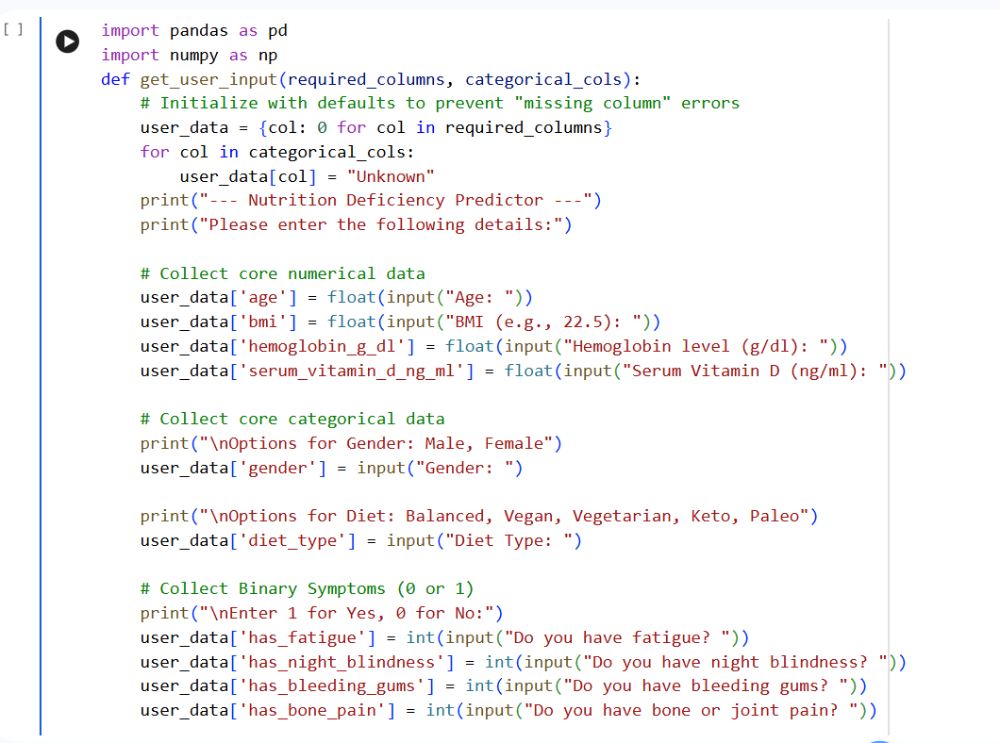 [ ]
import pandas as pd
import numpy as np
def get_user_input(required_columns, categorical_cols):
    # Initialize with defaults to prevent "missing column" errors
    user_data = {col: 0 for col in required_columns}
    for col in categorical_cols:
        user_data[col] = "Unknown"
    print("--- Nutrition Deficiency Predictor ---")
    print("Please enter the following details:")

    # Collect core numerical data
    user_data['age'] = float(input("Age: "))
    user_data['bmi'] = float(input("BMI (e.g., 22.5): "))
    user_data['hemoglobin_g_dl'] = float(input("Hemoglobin level (g/dl): "))
    user_data['serum_vitamin_d_ng_ml'] = float(input("Serum Vitamin D (ng/ml): "))

    # Collect core categorical data
    print("\nOptions for Gender: Male, Female")
    user_data['gender'] = input("Gender: ")

    print("\nOptions for Diet: Balanced, Vegan, Vegetarian, Keto, Paleo")
    user_data['diet_type'] = input("Diet Type: ")

    # Collect Binary Symptoms (0 or 1)
    print("\nEnter 1 for Yes, 0 for No:")
    user_data['has_fatigue'] = int(input("Do you have fatigue? "))
    user_data['has_night_blindness'] = int(input("Do you have night blindness? "))
    user_data['has_bleeding_gums'] = int(input("Do you have bleeding gums? "))
    user_data['has_bone_pain'] = int(input("Do you have bone or joint pain? "))